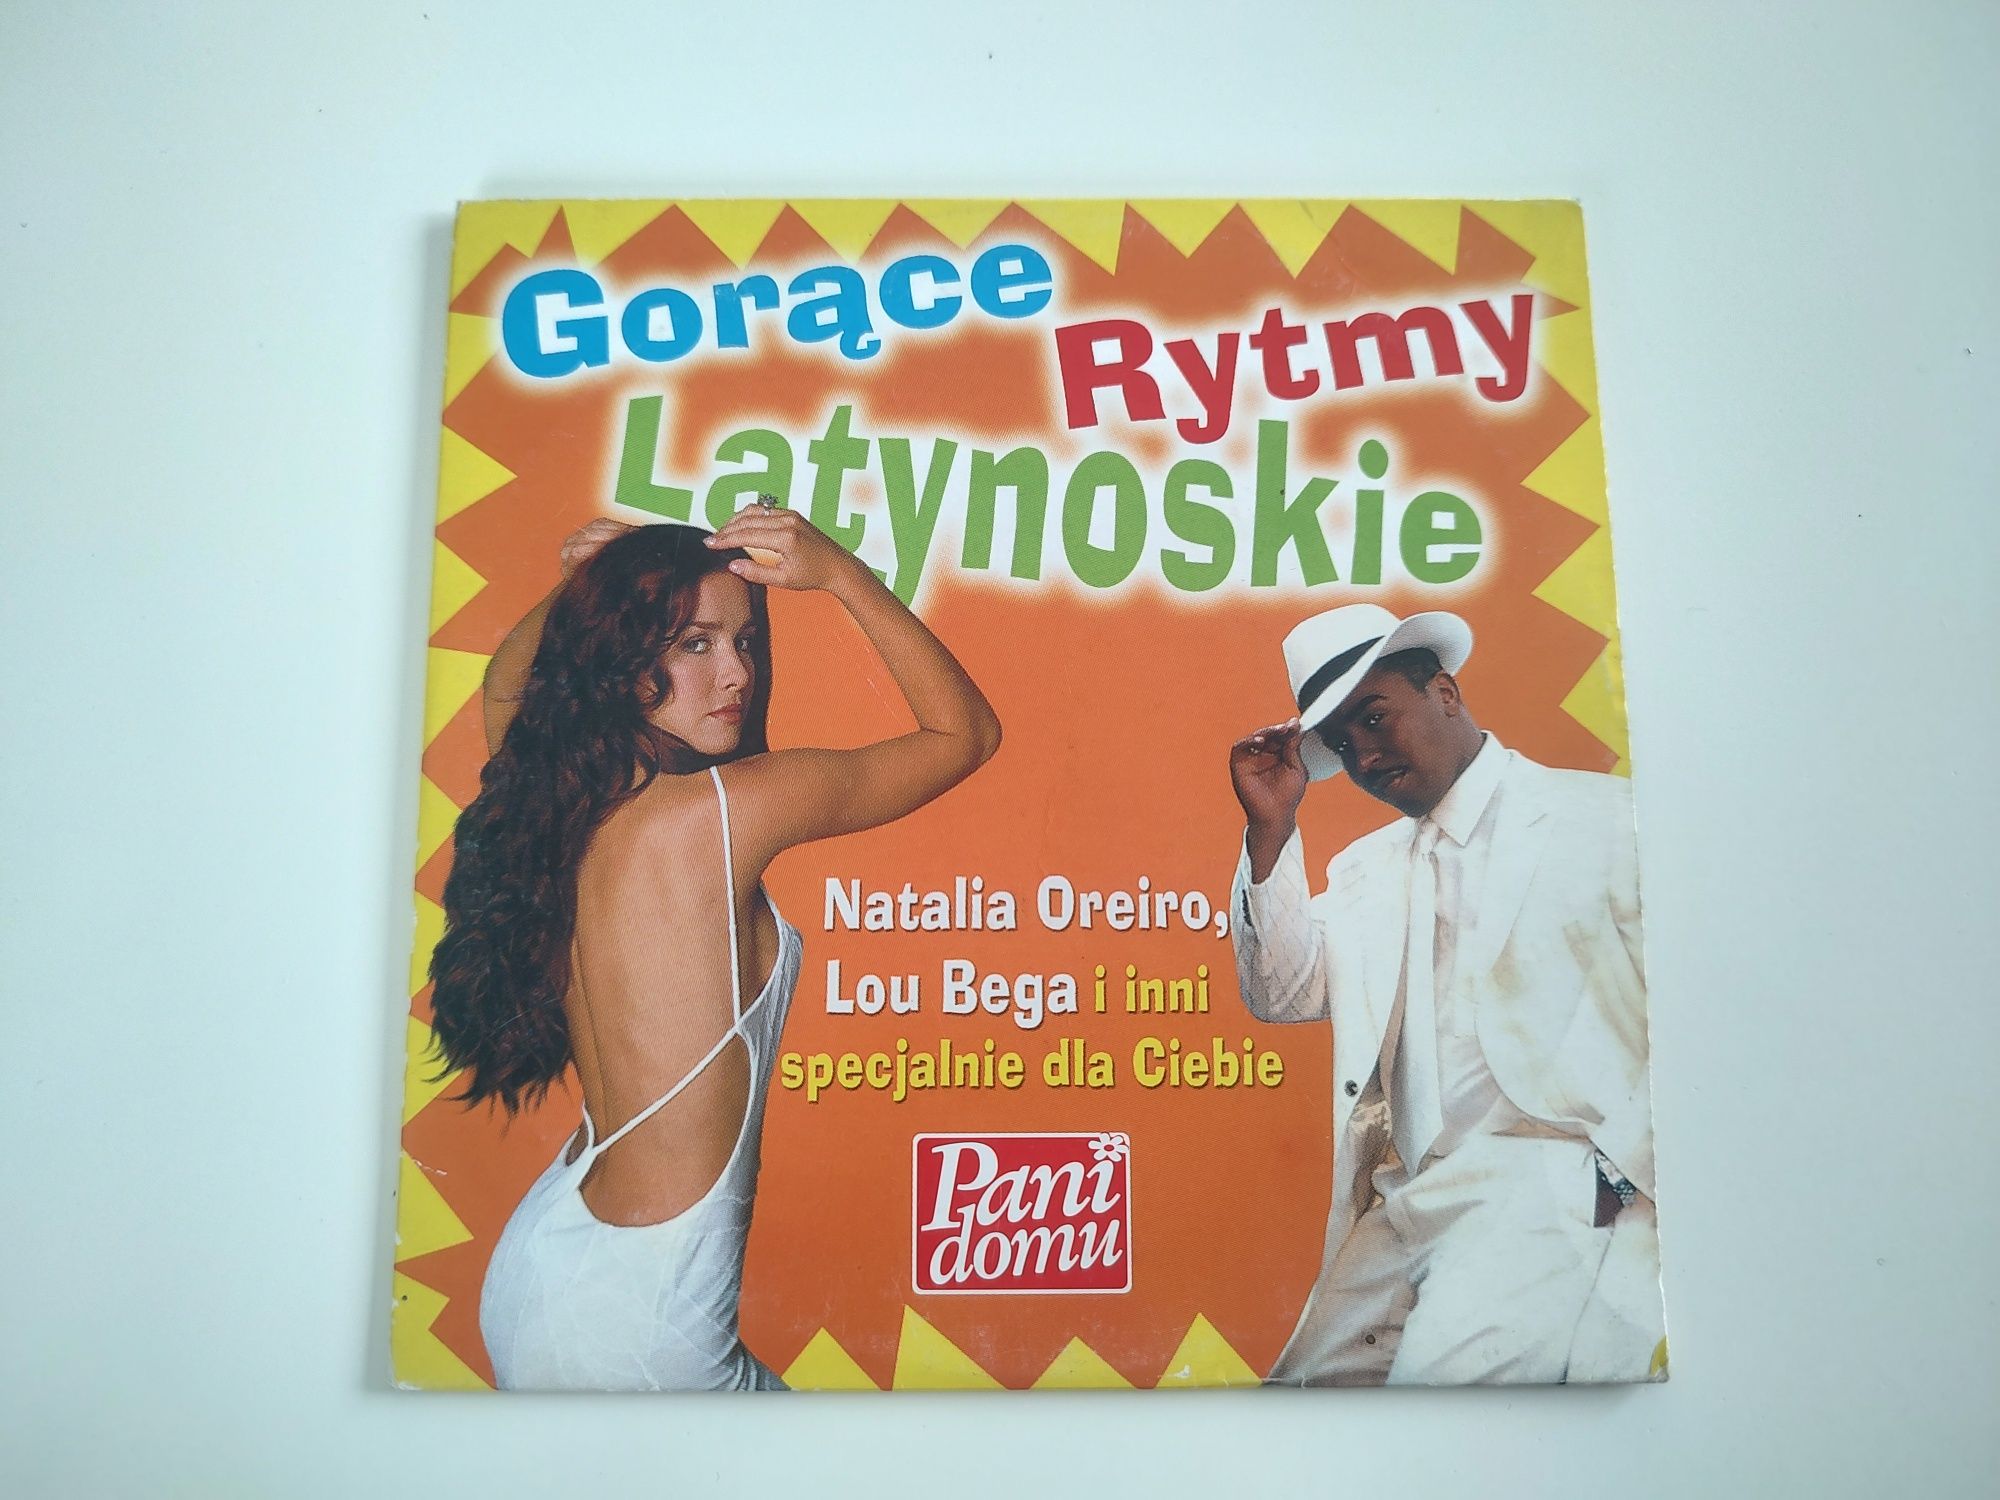 Gorące
Rytmy
Latynoskie
Natalia Oreiro,
Lou Bega i inni
specjalnie dla Ciebie
Pani
domu